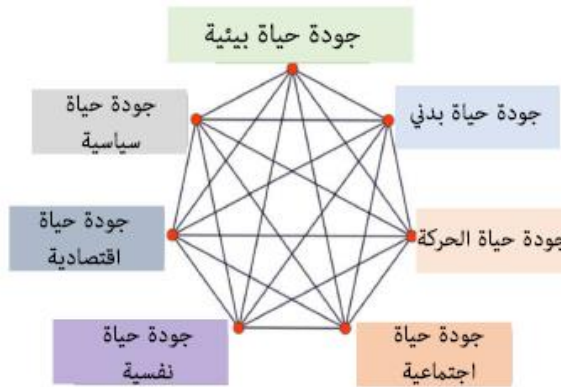 جودة حياة بيئية
جودة حياة بدني
جودة حياة
سياسية
جودة حياة الحركة
جودة حياة
اقتصادية
جودة حياة
اجتماعية
جودة حياة
نفسية